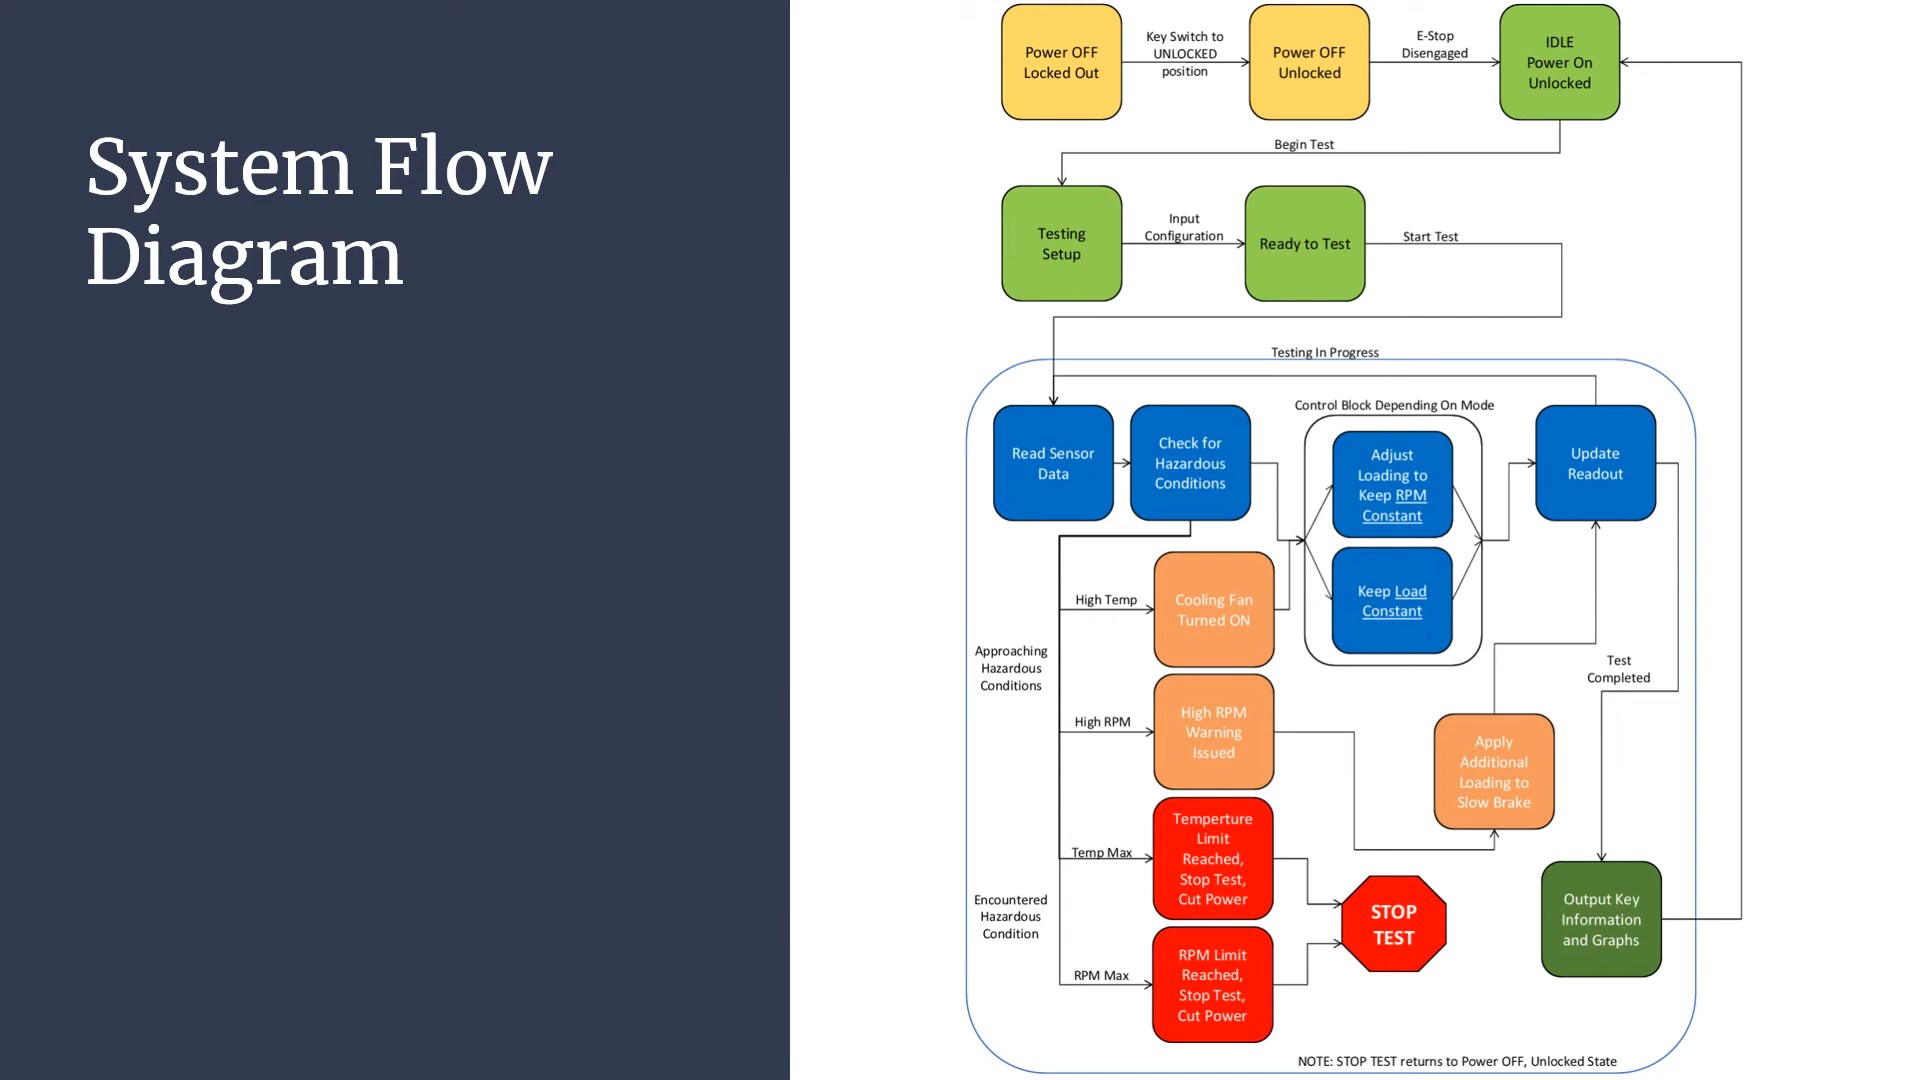 System Flow
Diagram
Power OFF
Locked Out
Key Switch to
UNLOCKED
position
Power OFF
Unlocked
E-Stop
Disengaged
IDLE
Power On
Unlocked
Begin Test
Testing
Setup
Input
Configuration
Ready to Test
Start Test
Testing In Progress
Read Sensor
Data
Check for
Hazardous
Conditions
Control Block Depending On Mode
Adjust
Loading to
Keep RPM
Constant
Keep Load
Constant
Update
Readout
Approaching
Hazardous
Conditions
High Temp
Cooling Fan
Turned ON
High RPM
High RPM
Warning
Issued
Apply
Additional
Loading to
Slow Brake
Test
Completed
Encountered
Hazardous
Condition
Temp Max
Temperture
Limit
Reached,
Stop Test,
Cut Power
RPM Max
RPM Limit
Reached,
Stop Test,
Cut Power
STOP
TEST
Output Key
Information
and Graphs
NOTE: STOP TEST returns to Power OFF, Unlocked State